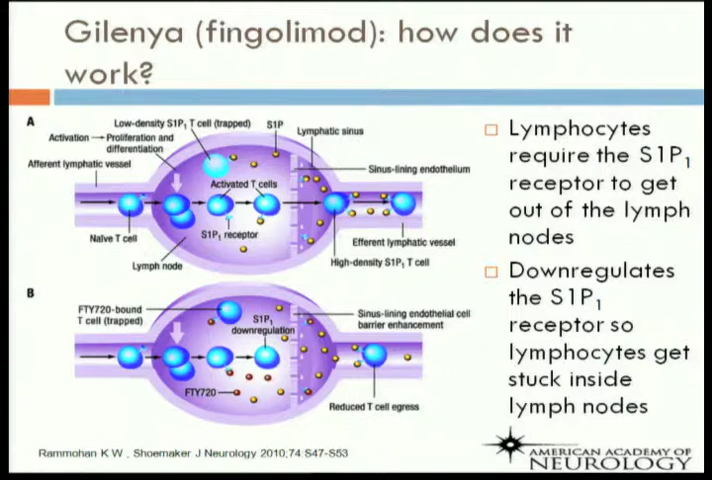 Gilenya (fingolimod): how does it
work?
A
Low-density S1P₁ T cell (trapped)
S1P
Lymphatic sinus
Activation → Proliferation and
differentiation
Afferent lymphatic vessel
Sinus-lining endothelium
Activated T cells
Naïve T cell
S1P₁ receptor
Efferent lymphatic vessel
Lymph node
High-density S1P₁ T cell
B
FTY720-bound
T cell (trapped)
S1P₁
downregulation
Sinus-lining endothelial cell
barrier enhancement
FTY720
Reduced T cell egress
Lymphocytes
require the S1P₁
receptor to get
out of the lymph
nodes
Downregulates
the S1P₁
receptor so
lymphocytes get
stuck inside
lymph nodes
Rammohan K W , Shoemaker J Neurology 2010;74 S47-S53
AMERICAN ACADEMY OF
NEUROLOGY